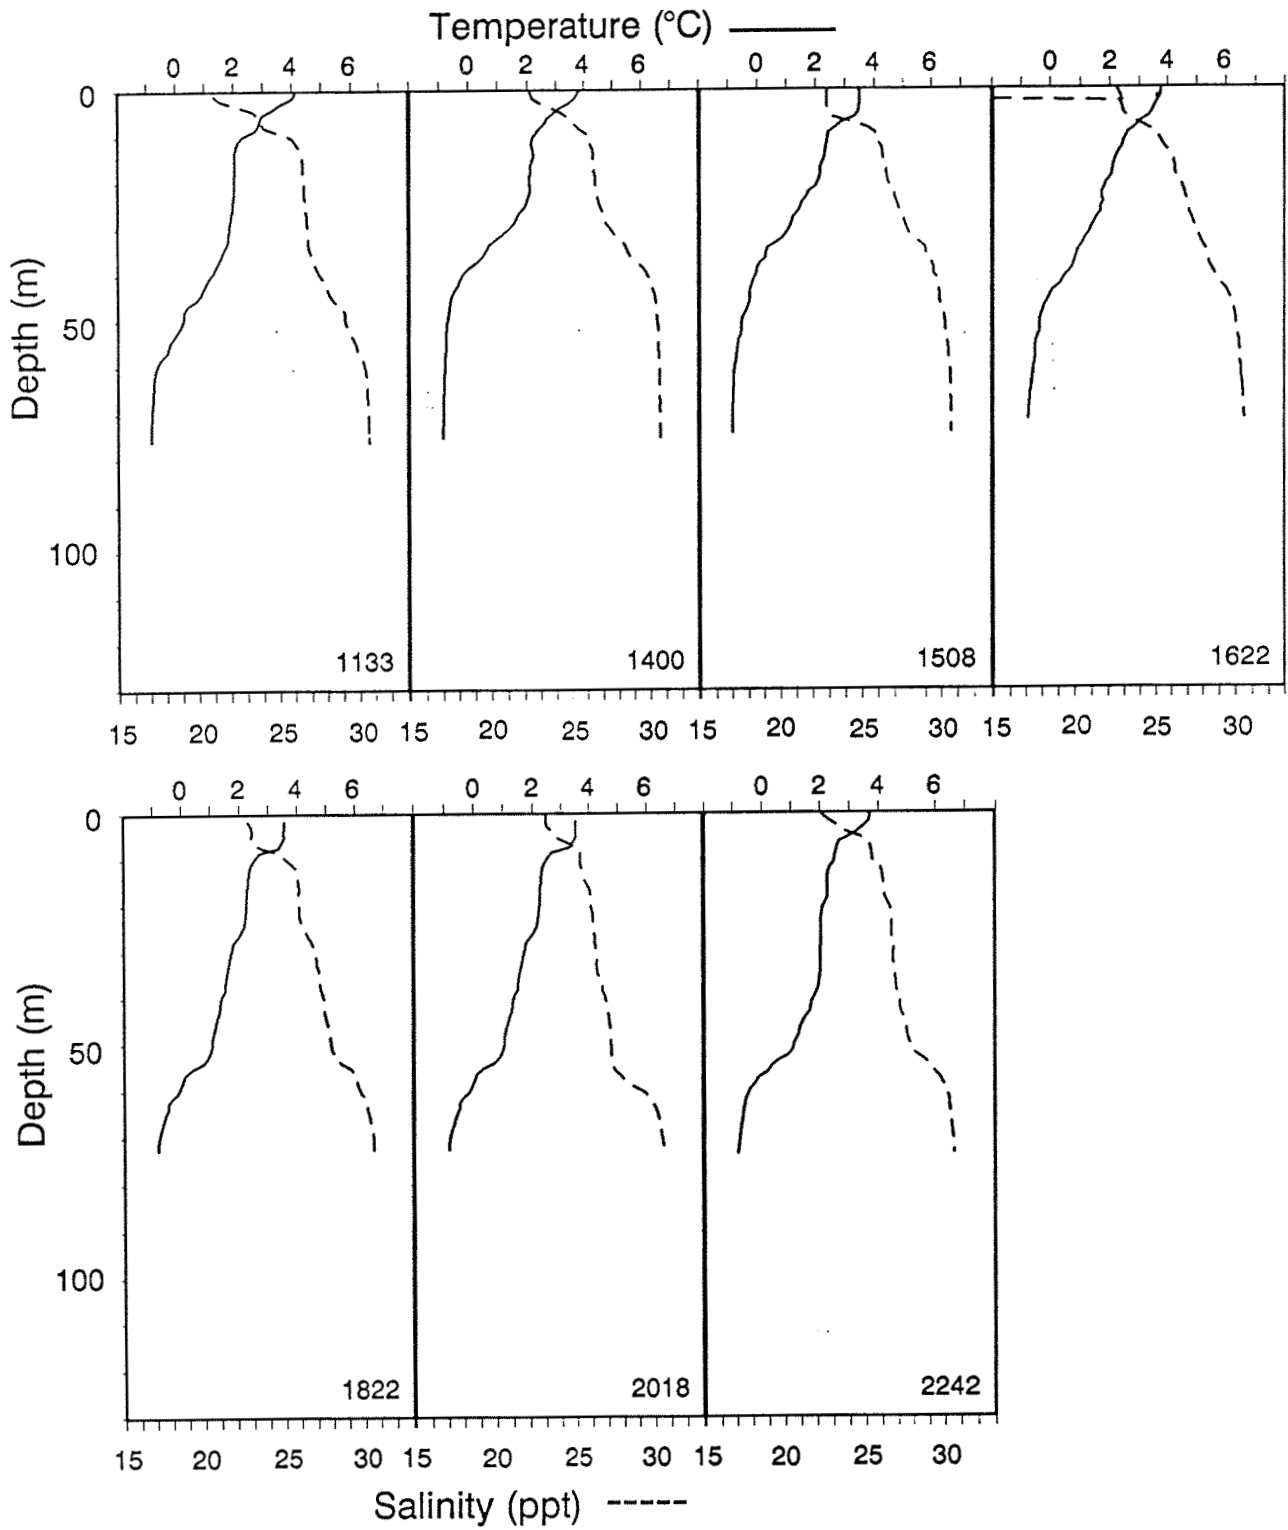 Temperature (°C)
0 2 4 6 0 2 4 6 0 2 4 6 0 2 4 6
0
50
100
Depth (m)
1133 1400 1508 1622
15 20 25 30 15 20 25 30 15 20 25 30 15 20 25 30
0 2 4 6 0 2 4 6 0 2 4 6
0
50
100
Depth (m)
1822 2018 2242
15 20 25 30 15 20 25 30 15 20 25 30
Salinity (ppt)